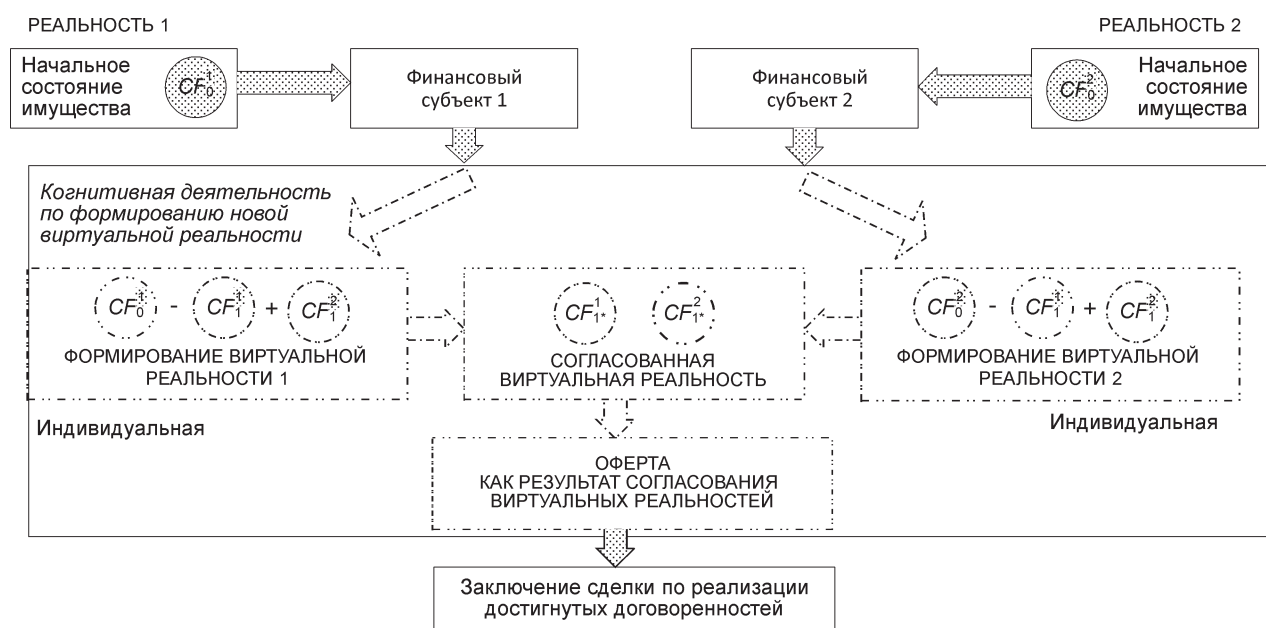 РЕАЛЬНОСТЬ 1
РЕАЛЬНОСТЬ 2
Начальное
состояние
имущества
CF₀¹
Финансовый
субъект 1
Финансовый
субъект 2
CF₀²
Начальное
состояние
имущества
Когнитивная деятельность
по формированию новой
виртуальной реальности
CF₀¹ - CF₁¹ + CF₁²
ФОРМИРОВАНИЕ ВИРТУАЛЬНОЙ
РЕАЛЬНОСТИ 1
Индивидуальная
CF₁*¹ CF₁*²
СОГЛАСОВАННАЯ
ВИРТУАЛЬНАЯ РЕАЛЬНОСТЬ
CF₀² - CF₁¹ + CF₁²
ФОРМИРОВАНИЕ ВИРТУАЛЬНОЙ
РЕАЛЬНОСТИ 2
Индивидуальная
ОФЕРТА
КАК РЕЗУЛЬТАТ СОГЛАСОВАНИЯ
ВИРТУАЛЬНЫХ РЕАЛЬНОСТЕЙ
Заключение сделки по реализации
достигнутых договоренностей